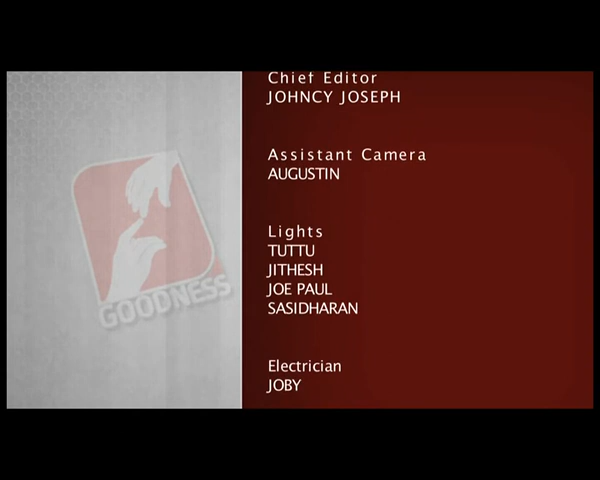 Chief Editor
JOHNCY JOSEPH
Assistant Camera
AUGUSTIN
Lights
TUTTU
JITHESH
JOE PAUL
SASIDHARAN
Electrician
JOBY
GOODNESS